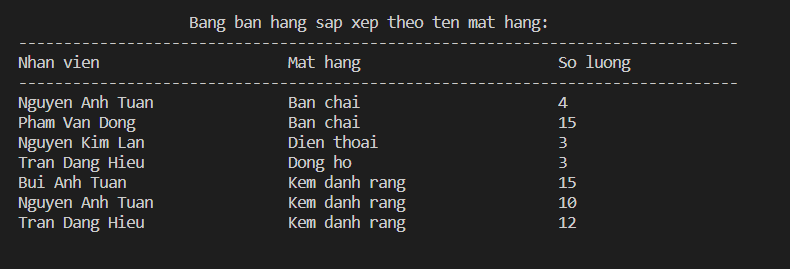 Bang ban hang sap xep theo ten mat hang:
--------------------------------------------------------------------------------
Nhan vien Mat hang So luong
--------------------------------------------------------------------------------
Nguyen Anh Tuan Ban chai 4
Pham Van Dong Ban chai 15
Nguyen Kim Lan Dien thoai 3
Tran Dang Hieu Dong ho 3
Bui Anh Tuan Kem danh rang 15
Nguyen Anh Tuan Kem danh rang 10
Tran Dang Hieu Kem danh rang 12